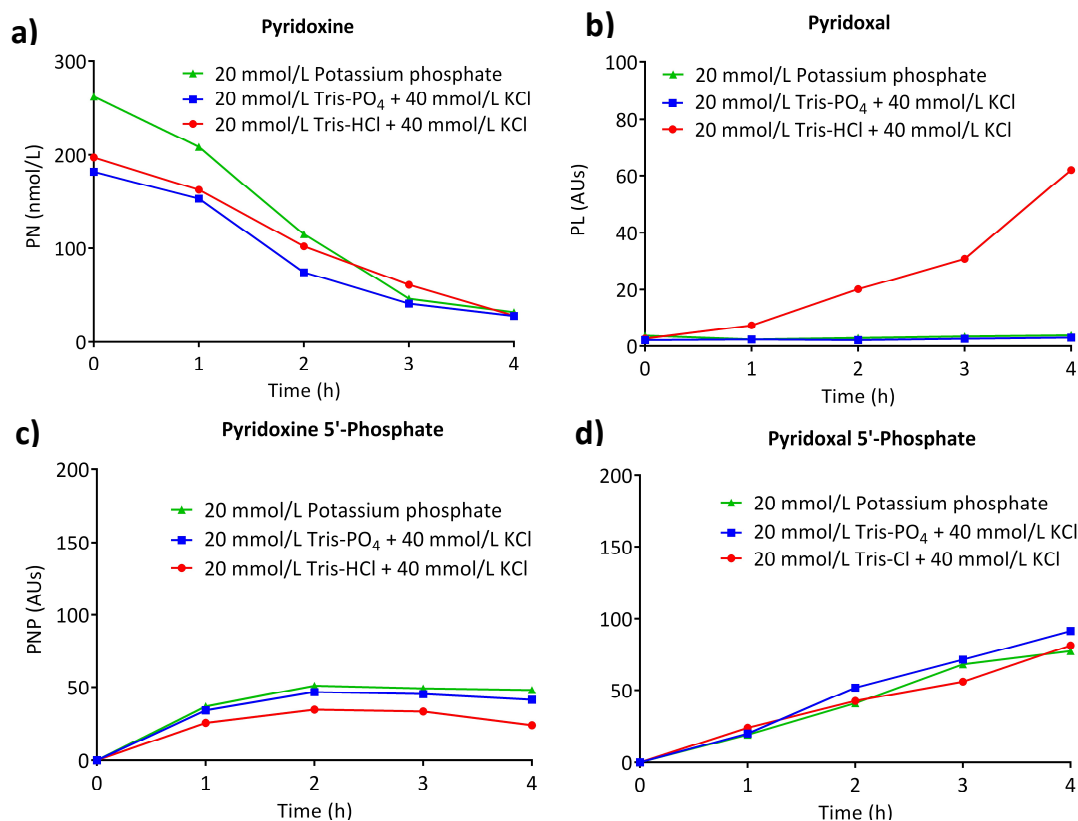 a)
Pyridoxine
300
200
100
0
PN (nmol/L)
20 mmol/L Potassium phosphate
20 mmol/L Tris-PO4 + 40 mmol/L KCl
20 mmol/L Tris-HCl + 40 mmol/L KCl
0 1 2 3 4
Time (h)
b)
Pyridoxal
100
80
60
40
20
0
PL (AUs)
20 mmol/L Potassium phosphate
20 mmol/L Tris-PO4 + 40 mmol/L KCl
20 mmol/L Tris-HCl + 40 mmol/L KCl
0 1 2 3 4
Time (h)
c)
Pyridoxine 5'-Phosphate
200
150
100
50
0
PNP (AUs)
20 mmol/L Potassium phosphate
20 mmol/L Tris-PO4 + 40 mmol/L KCl
20 mmol/L Tris-HCl + 40 mmol/L KCl
0 1 2 3 4
Time (h)
d)
Pyridoxal 5'-Phosphate
200
150
100
50
0
20 mmol/L Potassium phosphate
20 mmol/L Tris-PO4 + 40 mmol/L KCl
20 mmol/L Tris-Cl + 40 mmol/L KCl
0 1 2 3 4
Time (h)